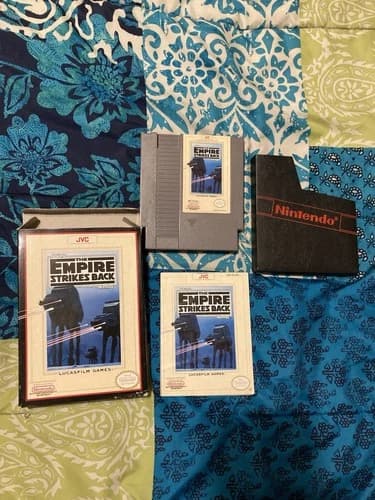 THE
EMPIRE
STRIKES BACK
Nintendo®
JVC
THE
EMPIRE
STRIKES BACK
LUCASFILM GAMES
JVC
THE
EMPIRE
STRIKES BACK
LUCASFILM GAMES